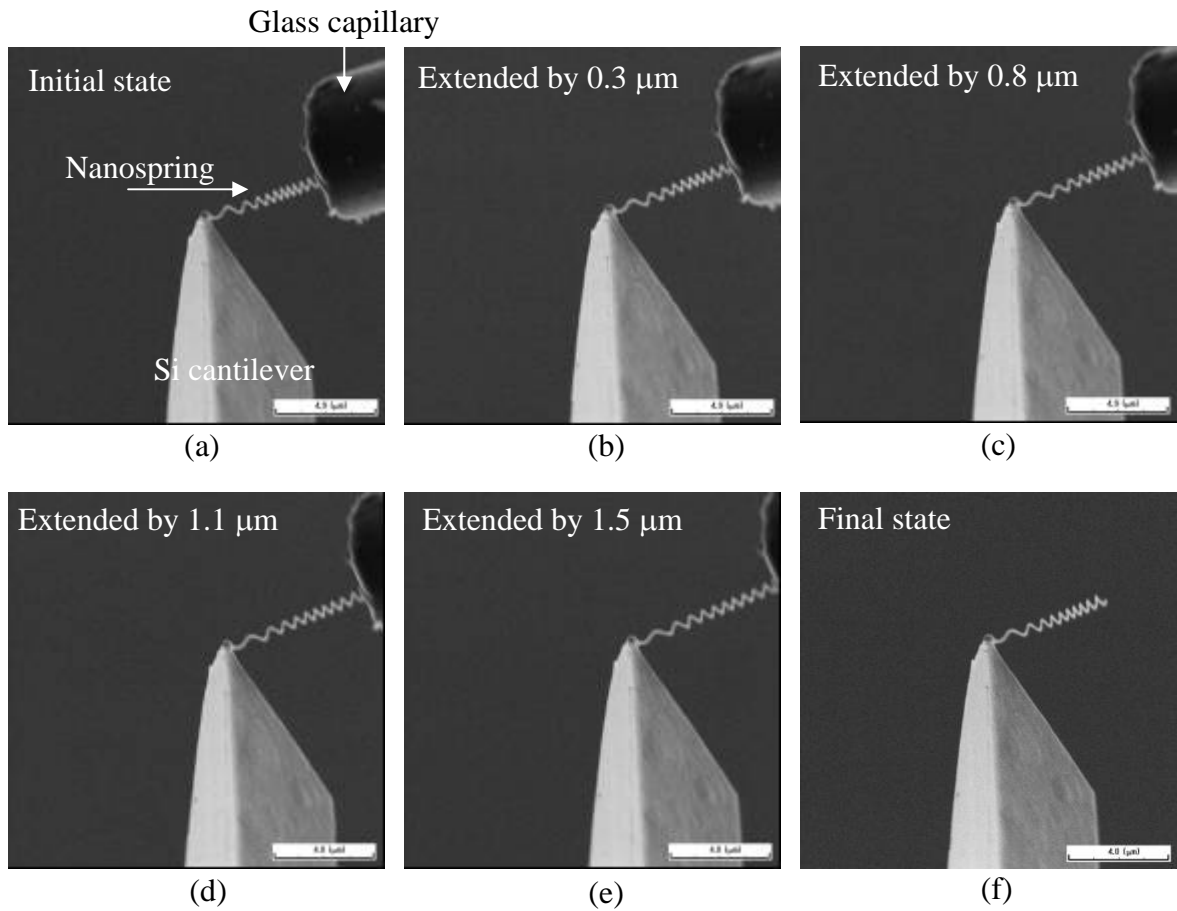 Glass capillary
Initial state
Extended by 0.3 μm
Extended by 0.8 μm
Nanospring
Si cantilever
(a)
(b)
(c)
Extended by 1.1 μm
Extended by 1.5 μm
Final state
4.0 (μm)
(d)
(e)
(f)